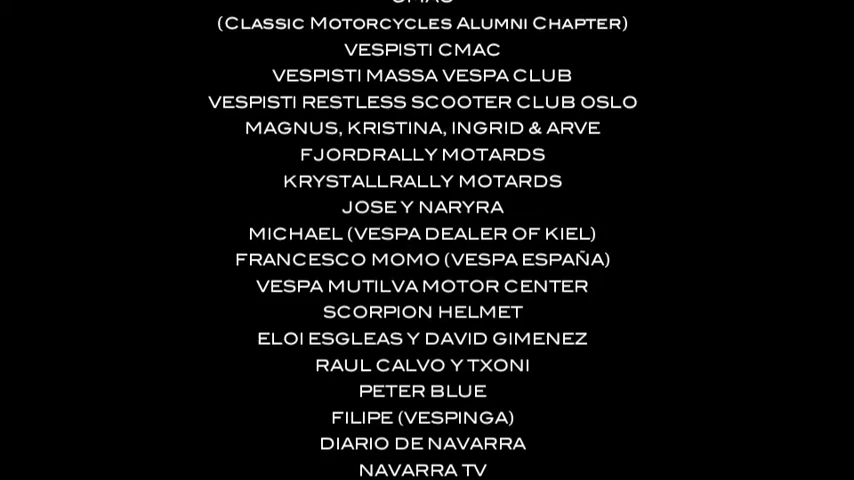 (Classic Motorcycles Alumni Chapter)
VESPISTI CMAC
VESPISTI MASSA VESPA CLUB
VESPISTI RESTLESS SCOOTER CLUB OSLO
MAGNUS, KRISTINA, INGRID & ARVE
FJORDRALLY MOTARDS
KRYSTALLRALLY MOTARDS
JOSE Y NARYRA
MICHAEL (VESPA DEALER OF KIEL)
FRANCESCO MOMO (VESPA ESPAÑA)
VESPA MUTILVA MOTOR CENTER
SCORPION HELMET
ELOI ESGLEAS Y DAVID GIMENEZ
RAUL CALVO Y TXONI
PETER BLUE
FILIPE (VESPINGA)
DIARIO DE NAVARRA
NAVARRA TV